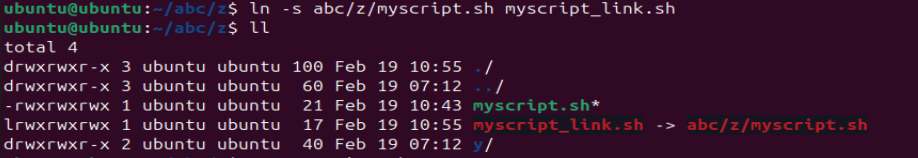 ubuntu@ubuntu:~/abc/z$ ln -s abc/z/myscript.sh myscript_link.sh
ubuntu@ubuntu:~/abc/z$ ll
total 4
drwxrwxr-x 3 ubuntu ubuntu 100 Feb 19 10:55 ./
drwxrwxr-x 3 ubuntu ubuntu 60 Feb 19 07:12 ../
-rwxrwxrwx 1 ubuntu ubuntu 21 Feb 19 10:43 myscript.sh*
lrwxrwxrwx 1 ubuntu ubuntu 17 Feb 19 10:55 myscript_link.sh -> abc/z/myscript.sh
drwxrwxr-x 2 ubuntu ubuntu 40 Feb 19 07:12 y/